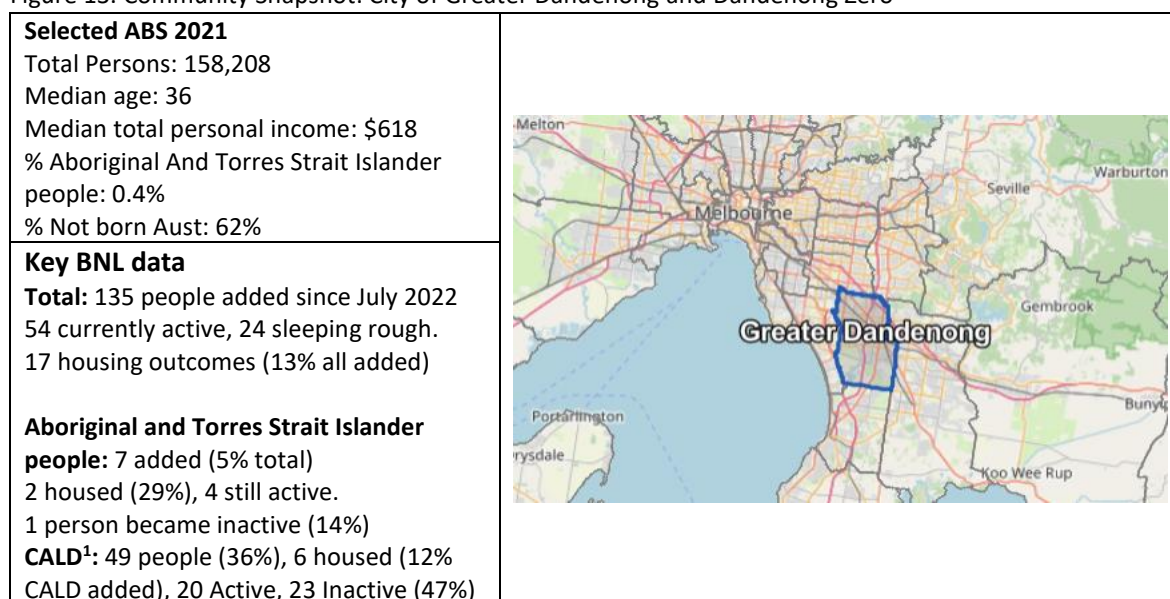 Figure 13: Community Snapshot: City of Greater Dandenong and Dandenong Zero
Selected ABS 2021
Total Persons: 158,208
Median age: 36
Median total personal income: $618
% Aboriginal And Torres Strait Islander
people: 0.4%
% Not born Aust: 62%
Key BNL data
Total: 135 people added since July 2022
54 currently active, 24 sleeping rough.
17 housing outcomes (13% all added)
Aboriginal and Torres Strait Islander
people: 7 added (5% total)
2 housed (29%), 4 still active.
1 person became inactive (14%)
CALD¹: 49 people (36%), 6 housed (12%
CALD added), 20 Active, 23 Inactive (47%)
Melton
Warburton
Seville
Melbourne
Gembrook
Greater Dandenong
Portarlington
Bunyip
rysdale
Koo Wee Rup